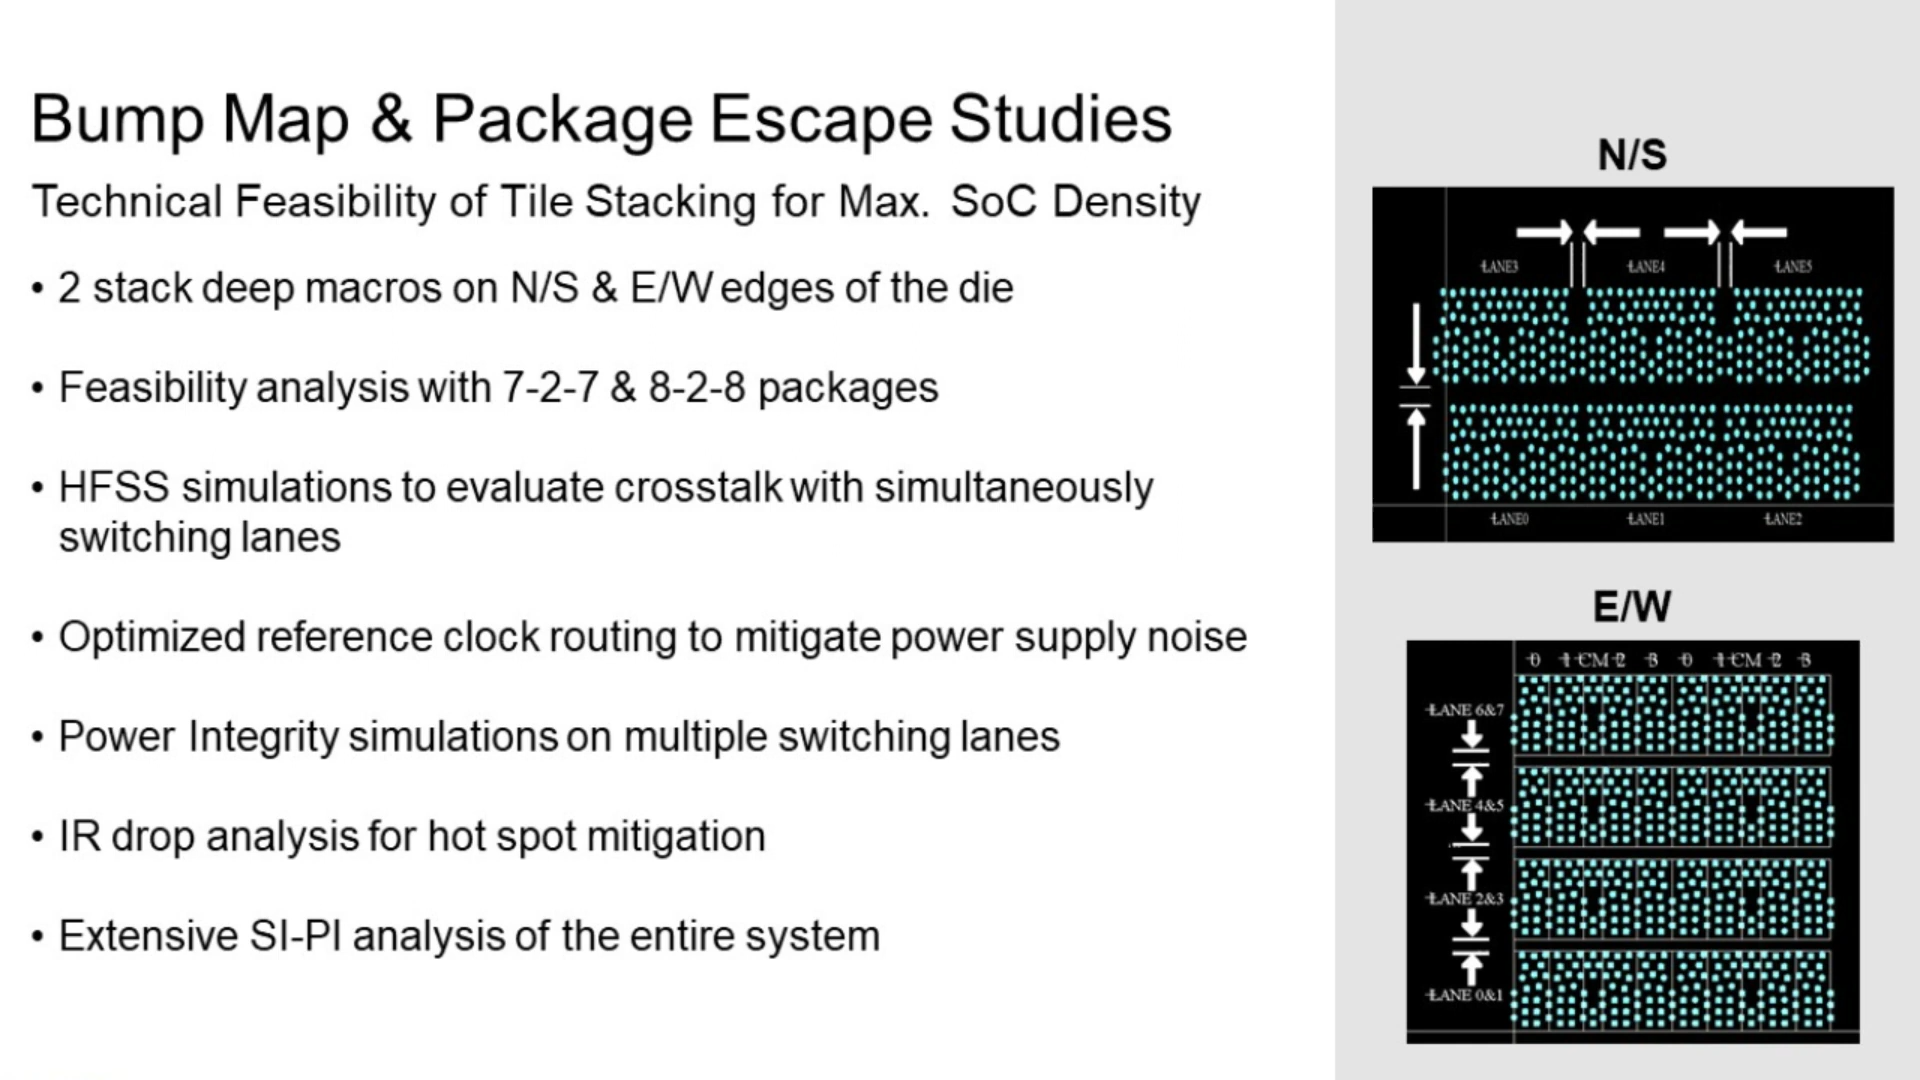 Bump Map & Package Escape Studies
Technical Feasibility of Tile Stacking for Max. SoC Density
• 2 stack deep macros on N/S & E/W edges of the die
• Feasibility analysis with 7-2-7 & 8-2-8 packages
• HFSS simulations to evaluate crosstalk with simultaneously
switching lanes
• Optimized reference clock routing to mitigate power supply noise
• Power Integrity simulations on multiple switching lanes
• IR drop analysis for hot spot mitigation
• Extensive SI-PI analysis of the entire system
N/S
LANE3 LANE4 LANE5
LANE0 LANE1 LANE2
E/W
0 1 CM 2 3 0 1 CM 2 3
LANE 6&7
LANE 4&5
LANE 2&3
LANE 0&1